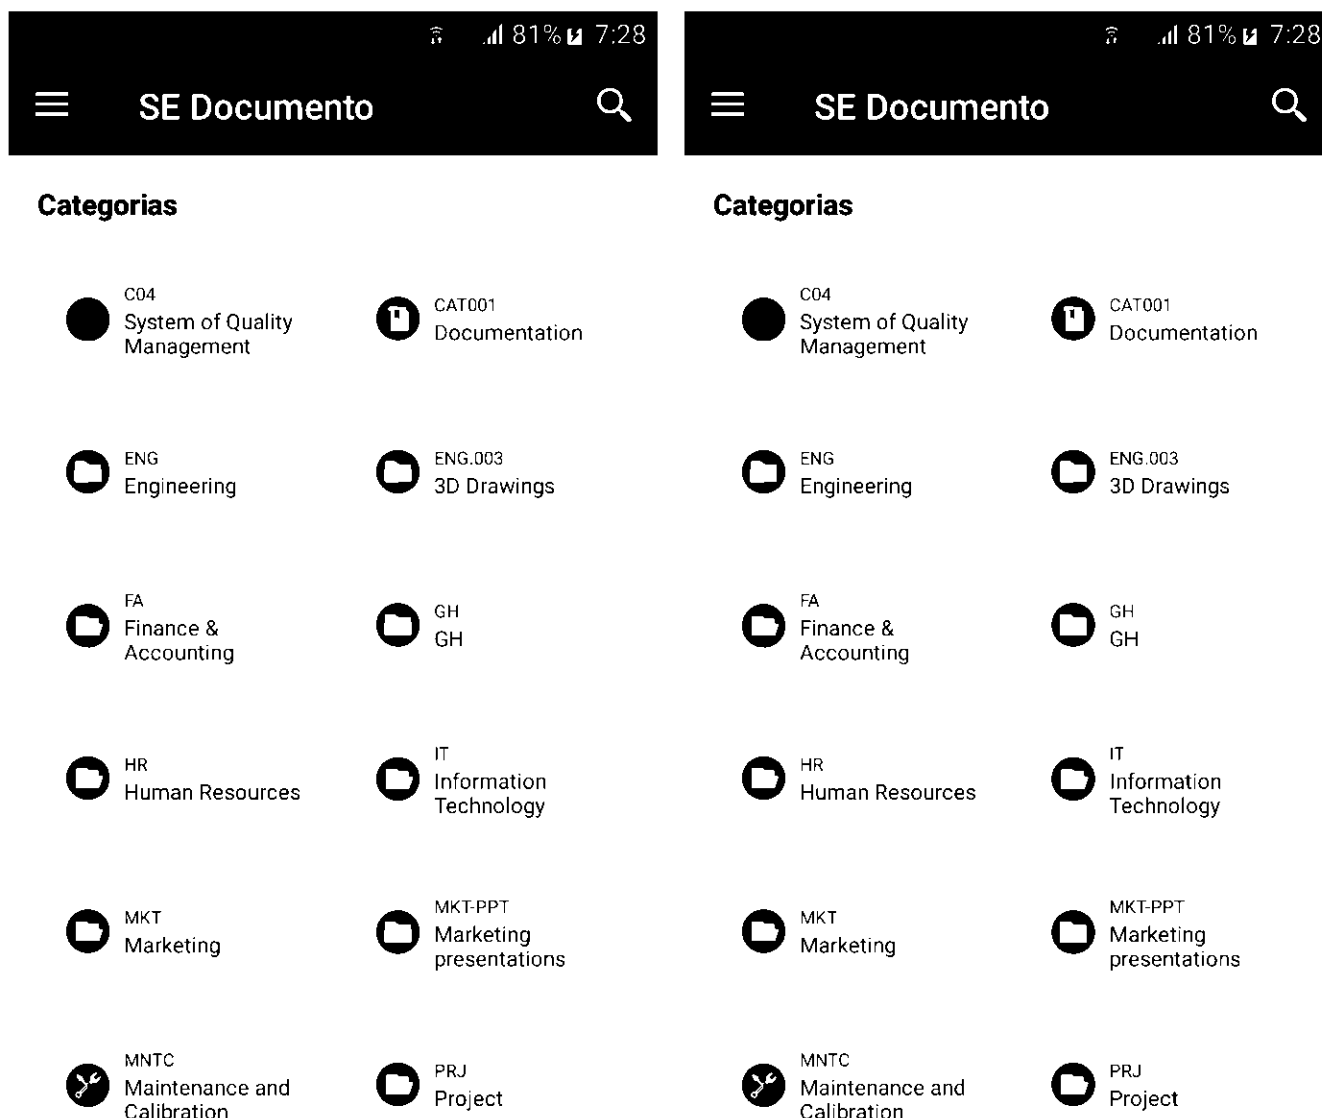 81% 7:28
SE Documento
Categorias
C04
System of Quality
Management
CAT001
Documentation
ENG
Engineering
ENG.003
3D Drawings
FA
Finance &
Accounting
GH
GH
HR
Human Resources
IT
Information
Technology
MKT
Marketing
MKT-PPT
Marketing
presentations
MNTC
Maintenance and
Calibration
PRJ
Project
81% 7:28
SE Documento
Categorias
C04
System of Quality
Management
CAT001
Documentation
ENG
Engineering
ENG.003
3D Drawings
FA
Finance &
Accounting
GH
GH
HR
Human Resources
IT
Information
Technology
MKT
Marketing
MKT-PPT
Marketing
presentations
MNTC
Maintenance and
Calibration
PRJ
Project